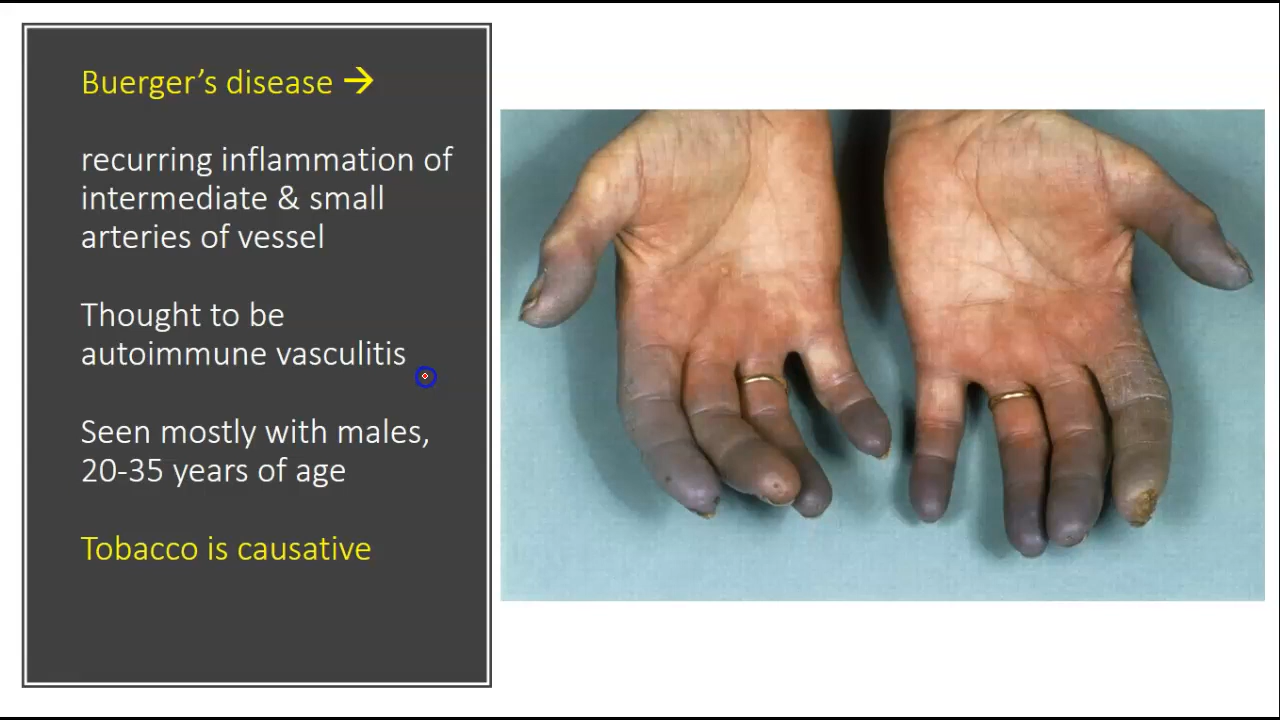 Buerger’s disease →
recurring inflammation of
intermediate & small
arteries of vessel
Thought to be
autoimmune vasculitis
Seen mostly with males,
20-35 years of age
Tobacco is causative